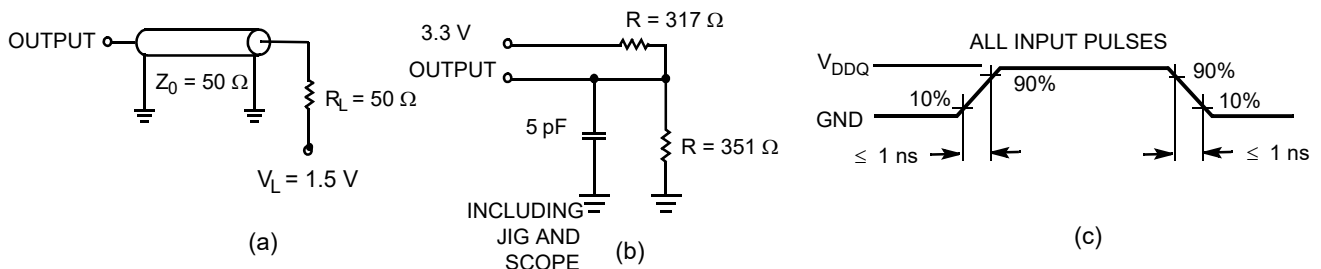 OUTPUT
Z0 = 50 Ω
RL = 50 Ω
VL = 1.5 V
(a)
3.3 V
R = 317 Ω
OUTPUT
5 pF
R = 351 Ω
INCLUDING
JIG AND
SCOPE
(b)
ALL INPUT PULSES
VDDQ
90%
90%
10%
10%
GND
≤ 1 ns
≤ 1 ns
(c)